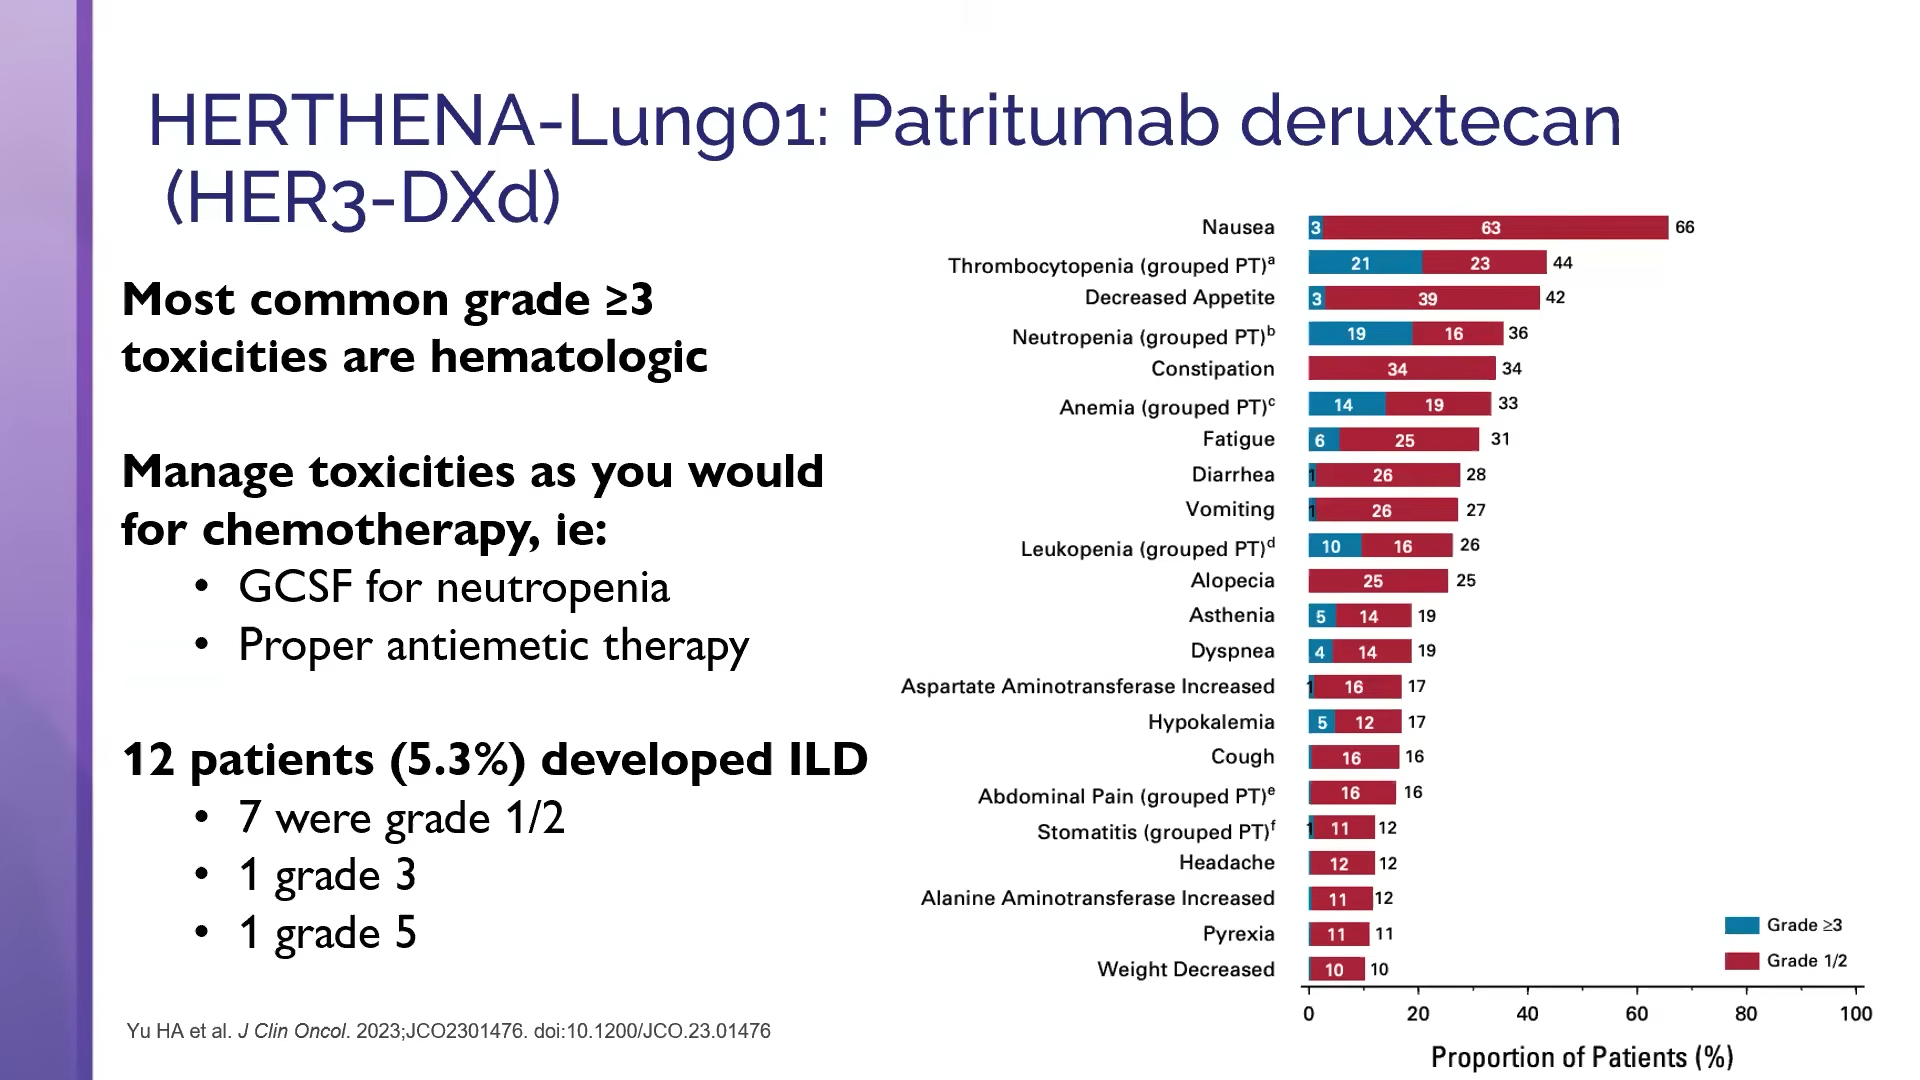 HERTHENA-Lung01: Patritumab deruxtecan
(HER3-DXd)
Most common grade ≥3
toxicities are hematologic
Manage toxicities as you would
for chemotherapy, ie:
• GCSF for neutropenia
• Proper antiemetic therapy
12 patients (5.3%) developed ILD
• 7 were grade 1/2
• 1 grade 3
• 1 grade 5
Yu HA et al. J Clin Oncol. 2023;JCO2301476. doi:10.1200/JCO.23.01476
Nausea 3 63 66
Thrombocytopenia (grouped PT)a 21 23 44
Decreased Appetite 3 39 42
Neutropenia (grouped PT)b 19 16 36
Constipation 34 34
Anemia (grouped PT)c 14 19 33
Fatigue 6 25 31
Diarrhea 1 26 28
Vomiting 1 26 27
Leukopenia (grouped PT)d 10 16 26
Alopecia 25 25
Asthenia 5 14 19
Dyspnea 4 14 19
Aspartate Aminotransferase Increased 1 16 17
Hypokalemia 5 12 17
Cough 16 16
Abdominal Pain (grouped PT)e 16 16
Stomatitis (grouped PT)f 1 11 12
Headache 12 12
Alanine Aminotransferase Increased 11 12
Pyrexia 11 11
Weight Decreased 10 10
Grade ≥3
Grade 1/2
0 20 40 60 80 100
Proportion of Patients (%)